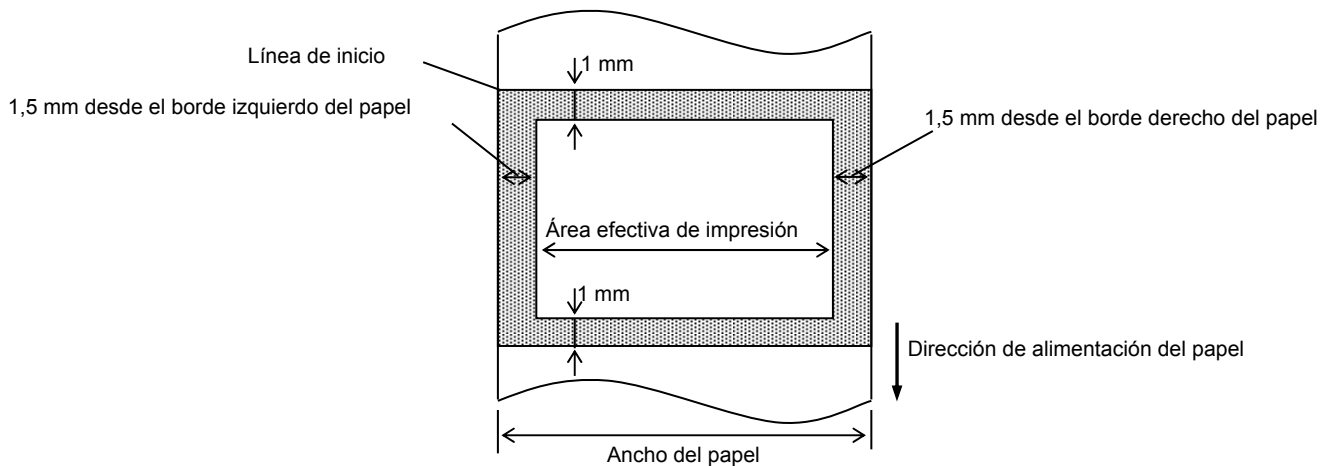 Línea de inicio
1 mm
1,5 mm desde el borde izquierdo del papel
1,5 mm desde el borde derecho del papel
Área efectiva de impresión
1 mm
Dirección de alimentación del papel
Ancho del papel